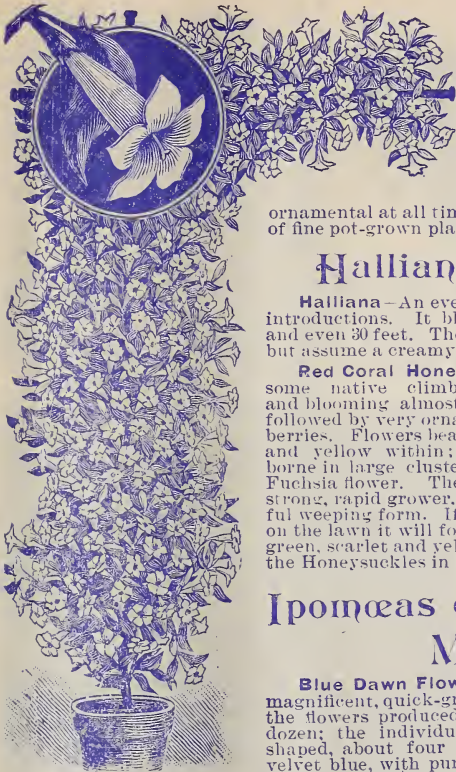 ornamental at all tim
of fine pot-grown pla
Hallian
Halliana—An eve
introductions. It bl
and even 30 feet. The
but assume a creamy
Red Coral Hone
some native climb
and blooming almost
followed by very orna
berries. Flowers bea
and yellow within;
borne in large cluste
Fuchsia flower. The
strong, rapid grower,
ful weeping form. If
on the lawn it will fo
green, scarlet and yel
the Honeysuckles in
Ipomœas
M
Blue Dawn Flow
magnificent, quick-gr
the flowers produced
dozen; the individu
shaped, about four
velvet blue, with pur